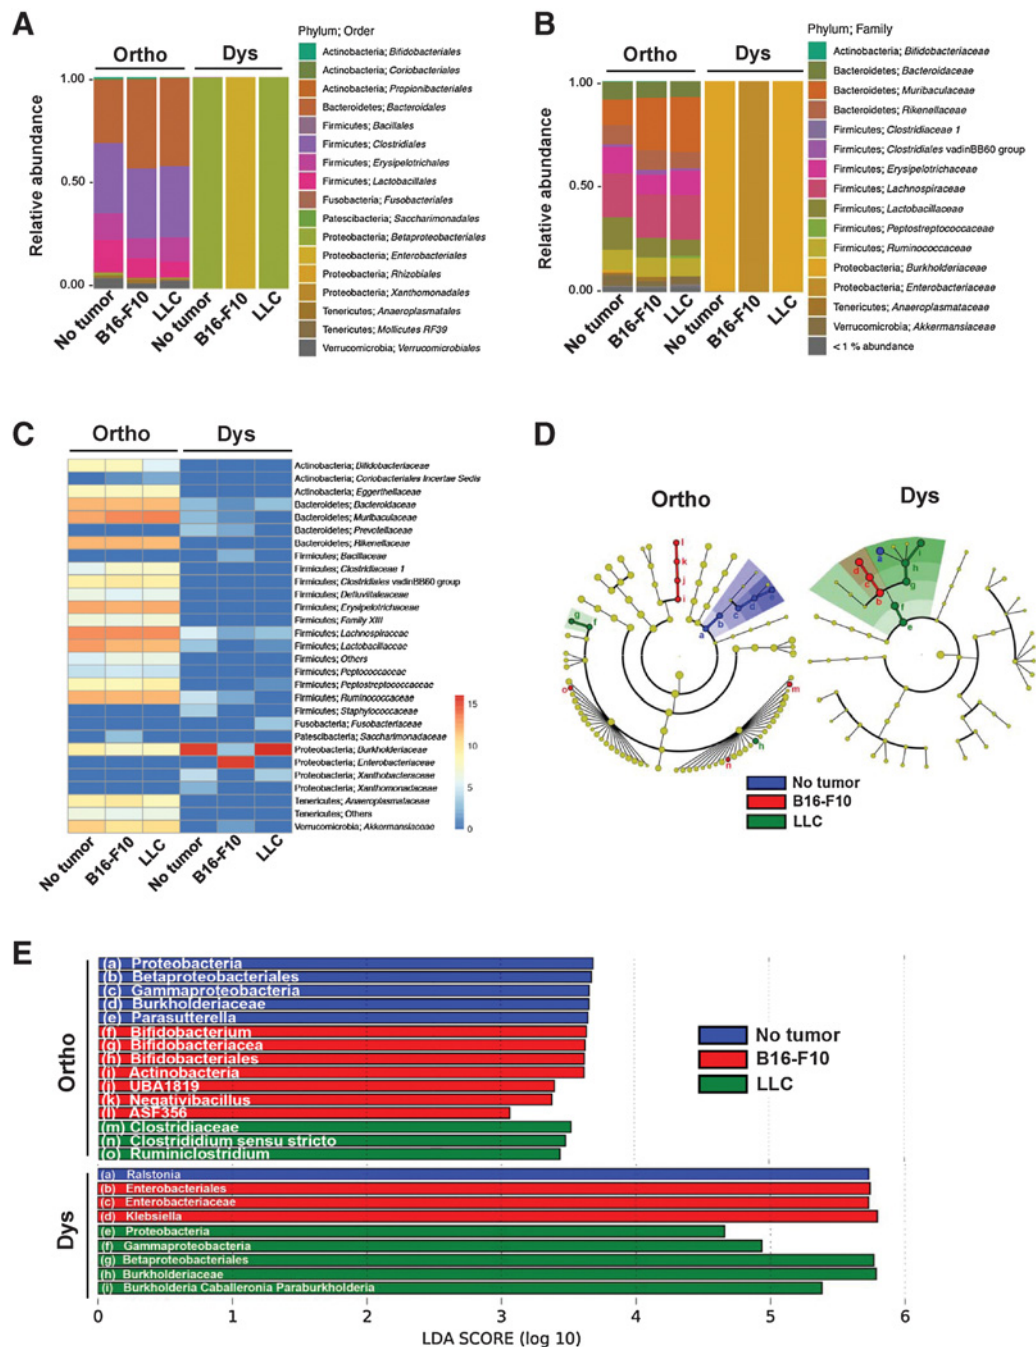 A
Ortho
Dys
Relative abundance
1.00
0.50
0.00
No tumor
B16-F10
LLC
No tumor
B16-F10
LLC
Phylum; Order
Actinobacteria; Bifidobacteriales
Actinobacteria; Coriobacteriales
Actinobacteria; Propionibacteriales
Bacteroidetes; Bacteroidales
Firmicutes; Bacillales
Firmicutes; Clostridiales
Firmicutes; Erysipelotrichales
Firmicutes; Lactobacillales
Fusobacteria; Fusobacteriales
Patescibacteria; Saccharimonadales
Proteobacteria; Betaproteobacteriales
Proteobacteria; Enterobacteriales
Proteobacteria; Rhizobiales
Proteobacteria; Xanthomonadales
Tenericutes; Anaeroplasmatales
Tenericutes; Mollicutes RF39
Verrucomicrobia; Verrucomicrobiales
B
Ortho
Dys
Relative abundance
1.00
0.50
0.00
No tumor
B16-F10
LLC
No tumor
B16-F10
LLC
Phylum; Family
Actinobacteria; Bifidobacteriaceae
Bacteroidetes; Bacteroidaceae
Bacteroidetes; Muribaculaceae
Bacteroidetes; Rikenellaceae
Firmicutes; Clostridiaceae 1
Firmicutes; Clostridiales vadinBB60 group
Firmicutes; Erysipelotrichaceae
Firmicutes; Lachnospiraceae
Firmicutes; Lactobacillaceae
Firmicutes; Peptostreptococcaceae
Firmicutes; Ruminococcaceae
Proteobacteria; Burkholderiaceae
Proteobacteria; Enterobacteriaceae
Tenericutes; Anaeroplasmataceae
Verrucomicrobia; Akkermansiaceae
< 1 % abundance
C
Ortho
Dys
Actinobacteria; Bifidobacteriaceae
Actinobacteria; Coriobacteriales Incertae Sedis
Actinobacteria; Eggerthellaceae
Bacteroidetes; Bacteroidaceae
Bacteroidetes; Muribaculaceae
Bacteroidetes; Prevotellaceae
Bacteroidetes; Rikenellaceae
Firmicutes; Bacillaceae
Firmicutes; Clostridiaceae 1
Firmicutes; Clostridiales vadinBB60 group
Firmicutes; Defluviitaleaceae
Firmicutes; Erysipelotrichaceae
Firmicutes; Family XIII
Firmicutes; Lachnospiraceae
Firmicutes; Lactobacillaceae
Firmicutes; Others
Firmicutes; Peptococcaceae
Firmicutes; Peptostreptococcaceae
Firmicutes; Ruminococcaceae
Firmicutes; Staphylococcaceae
Fusobacteria; Fusobacteriaceae
Patescibacteria; Saccharimonadaceae
Proteobacteria; Burkholderiaceae
Proteobacteria; Enterobacteriaceae
Proteobacteria; Xanthobacteraceae
Proteobacteria; Xanthomonadaceae
Tenericutes; Anaeroplasmataceae
Tenericutes; Others
Verrucomicrobia; Akkermansiaceae
15
10
5
0
No tumor
B16-F10
LLC
No tumor
B16-F10
LLC
D
Ortho
l
k
j
i
a
b
c
d
e
g
f
o
m
h
n
Dys
a
i
h
g
d
c
b
f
e
No tumor
B16-F10
LLC
E
Ortho
(a) Proteobacteria
(b) Betaproteobacteriales
(c) Gammaproteobacteria
(d) Burkholderiaceae
(e) Parasutterella
(f) Bifidobacterium
(g) Bifidobacteriacea
(h) Bifidobacteriales
(i) Actinobacteria
(j) UBA1819
(k) Negativibacillus
(l) ASF356
(m) Clostridiaceae
(n) Clostrididium sensu stricto
(o) Ruminiclostridium
No tumor
B16-F10
LLC
Dys
(a) Ralstonia
(b) Enterobacteriales
(c) Enterobacteriaceae
(d) Klebsiella
(e) Proteobacteria
(f) Gammaproteobacteria
(g) Betaproteobacteriales
(h) Burkholderiaceae
(i) Burkholderia Caballeronia Paraburkholderia
0 1 2 3 4 5 6
LDA SCORE (log 10)